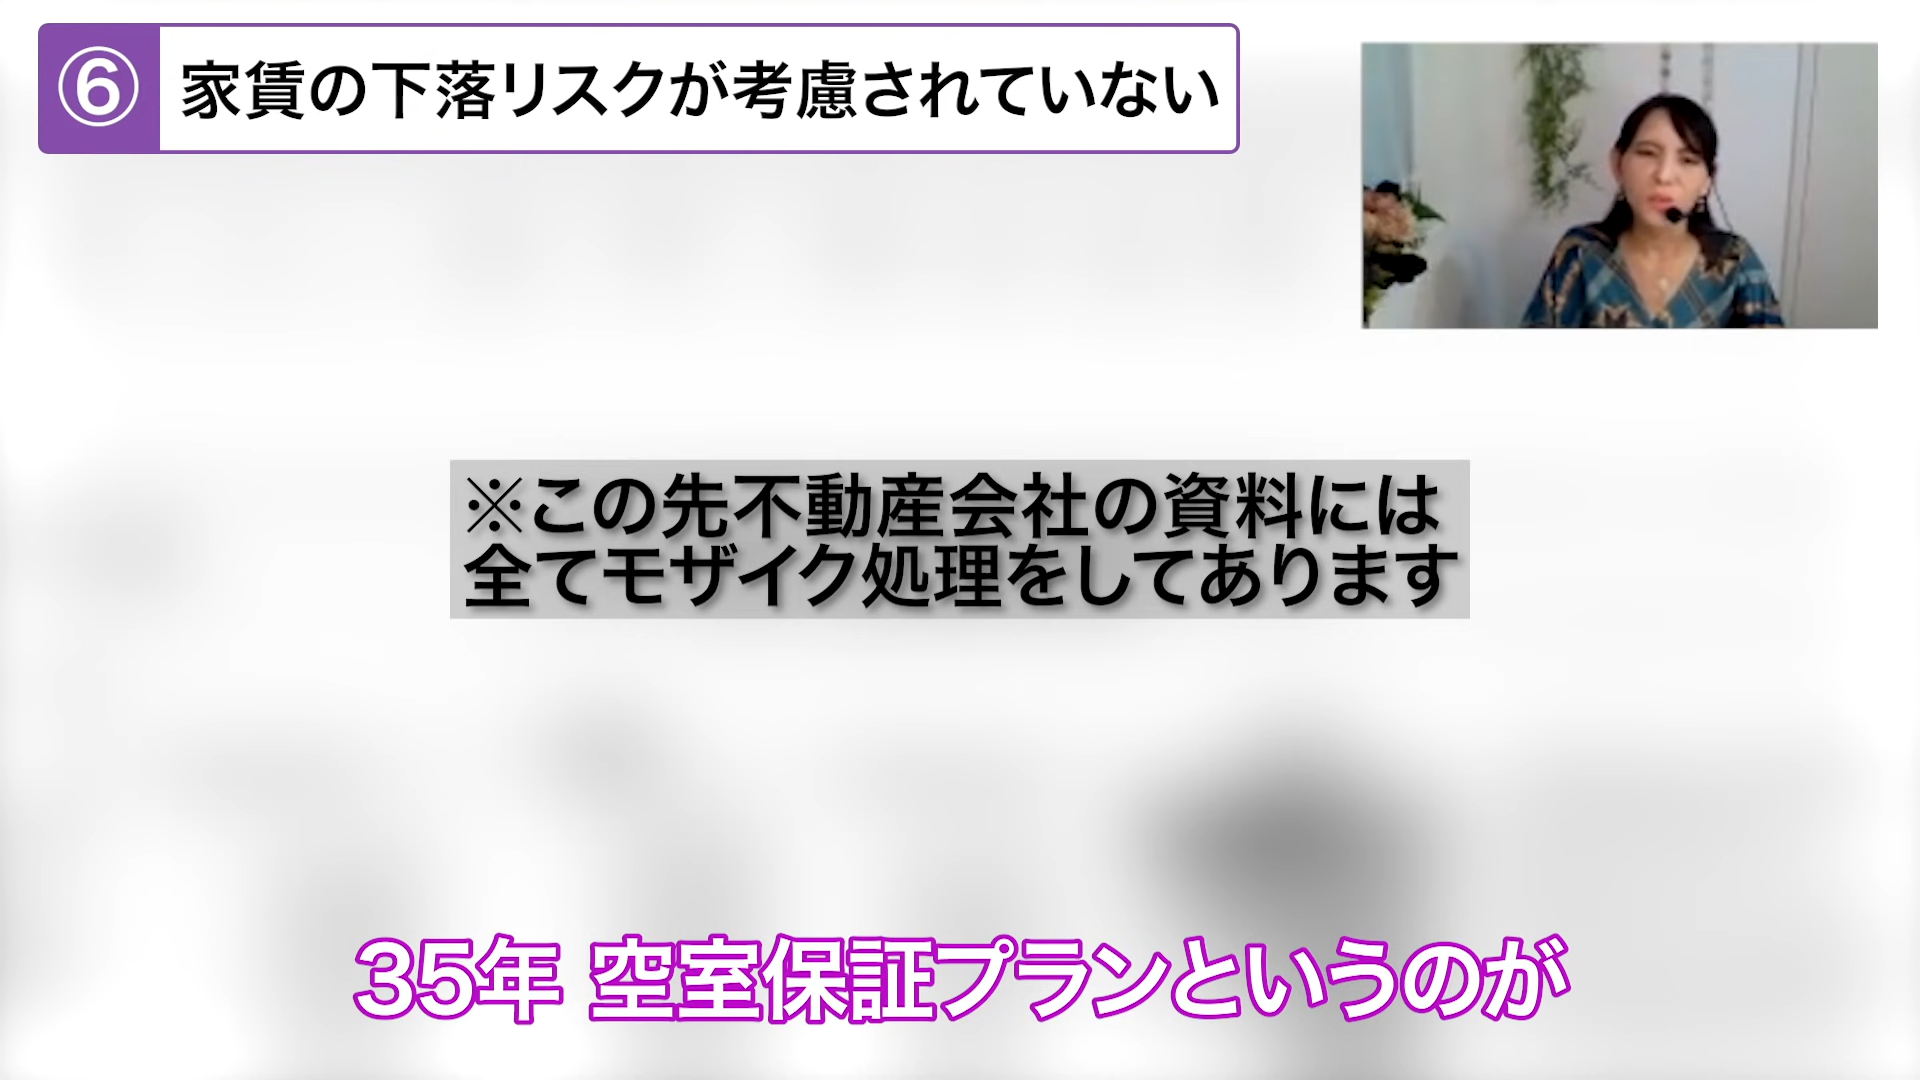 ⑥ 家賃の下落リスクが考慮されていない
※この先不動産会社の資料には
全てモザイク処理をしてあります
35年 空室保証プランというのが